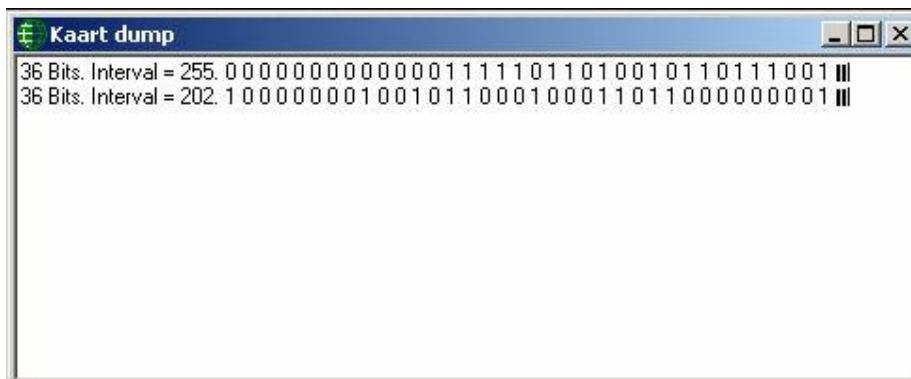 Kaart dump
36 Bits. Interval = 255. 0 0 0 0 0 0 0 0 0 0 0 0 0 1 1 1 1 1 0 1 1 0 1 0 0 1 0 1 1 0 1 1 1 0 0 1
36 Bits. Interval = 202. 1 0 0 0 0 0 0 0 1 0 0 1 0 1 1 0 0 0 1 0 0 0 1 1 0 1 1 0 0 0 0 0 0 0 0 1